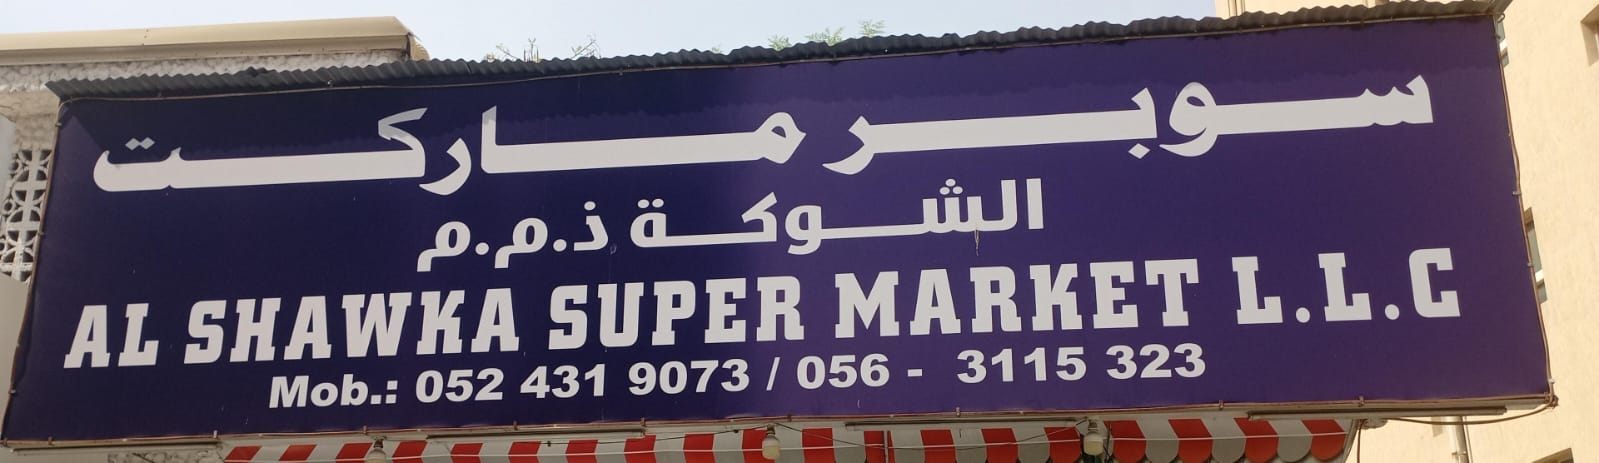 سوبر ماركت
الشوكة ذ.م.م
AL SHAWKA SUPER MARKET L.L.C
Mob.: 052 431 9073 / 056 - 3115 323